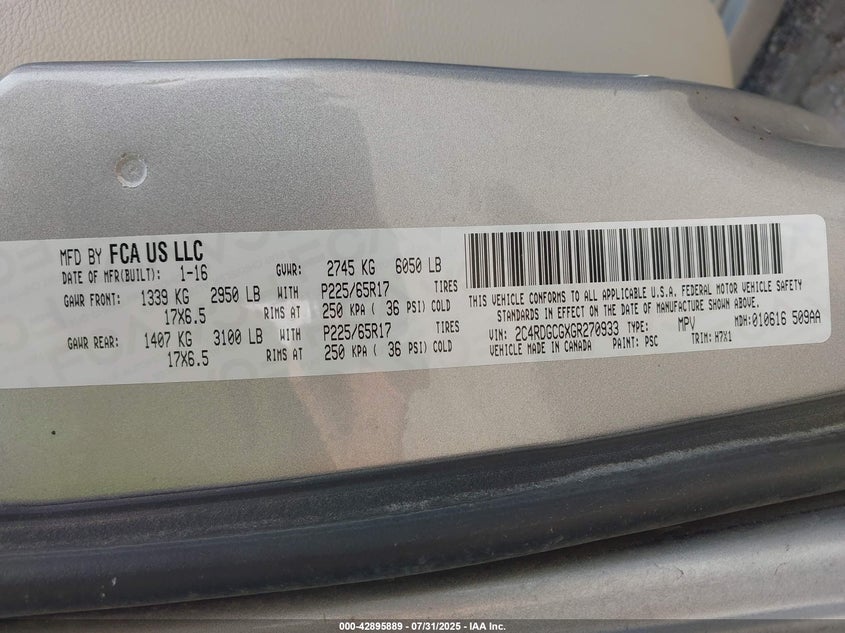 MFD BY FCA US LLC
DATE OF MFR(BUILT): 1-16 GVWR: 2745 KG 6050 LB
GAWR FRONT: 1339 KG 2950 LB WITH P225/65R17 TIRES
17X6.5 RIMS AT 250 KPA ( 36 PSI) COLD
GAWR REAR: 1407 KG 3100 LB WITH P225/65R17 TIRES
17X6.5 RIMS AT 250 KPA ( 36 PSI) COLD
THIS VEHICLE CONFORMS TO ALL APPLICABLE U.S.A. FEDERAL MOTOR VEHICLE SAFETY
STANDARDS IN EFFECT ON THE DATE OF MANUFACTURE SHOWN ABOVE.
VIN: 2C4RDGCGXGR270933 TYPE: MPV MDH: 010616 509AA
VEHICLE MADE IN CANADA PAINT: PSC TRIM: H7X1
000-42895889 - 07/31/2025 - IAA Inc.